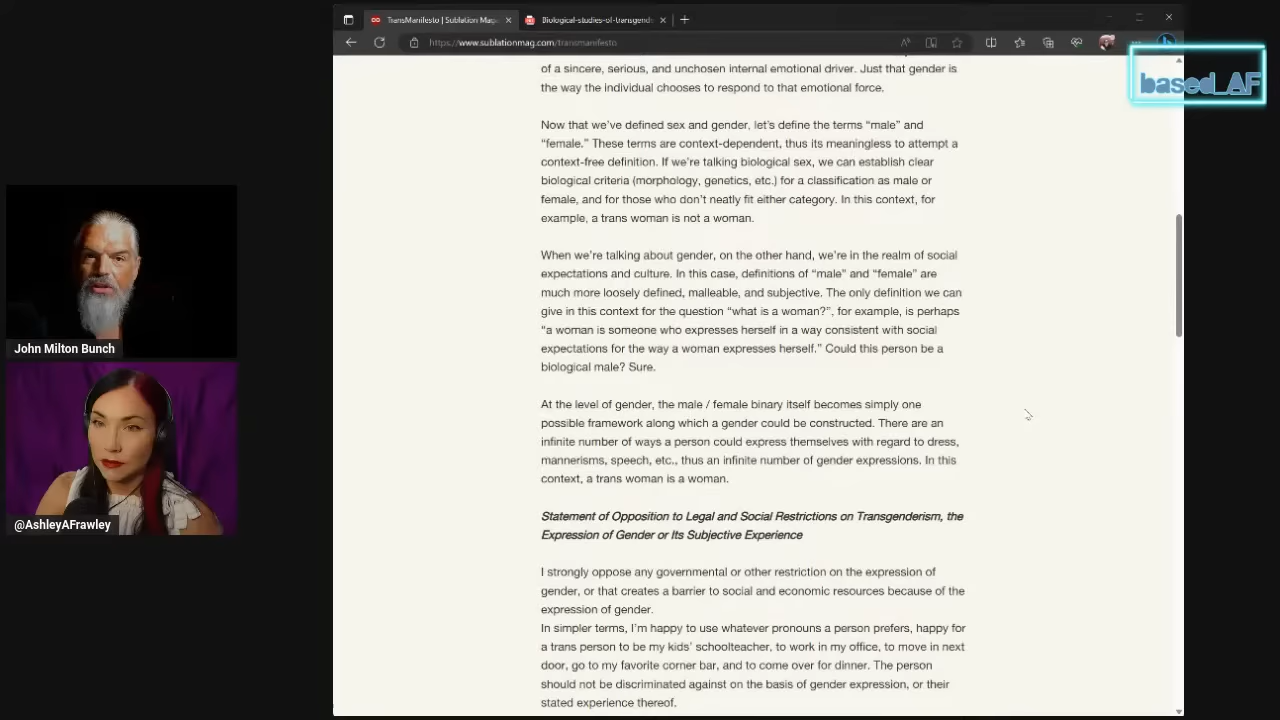 TransManifesto | Sublation Mag
Biological-studies-of-transgende
https://www.sublationmag.com/transmanifesto
based_AF
of a sincere, serious, and unchosen internal emotional driver. Just that gender is
the way the individual chooses to respond to that emotional force.
Now that we’ve defined sex and gender, let’s define the terms “male” and
“female.” These terms are context-dependent, thus its meaningless to attempt a
context-free definition. If we’re talking biological sex, we can establish clear
biological criteria (morphology, genetics, etc.) for a classification as male or
female, and for those who don’t neatly fit either category. In this context, for
example, a trans woman is not a woman.
When we’re talking about gender, on the other hand, we’re in the realm of social
expectations and culture. In this case, definitions of “male” and “female” are
much more loosely defined, malleable, and subjective. The only definition we can
give in this context for the question “what is a woman?”, for example, is perhaps
“a woman is someone who expresses herself in a way consistent with social
expectations for the way a woman expresses herself.” Could this person be a
biological male? Sure.
At the level of gender, the male / female binary itself becomes simply one
possible framework along which a gender could be constructed. There are an
infinite number of ways a person could express themselves with regard to dress,
mannerisms, speech, etc., thus an infinite number of gender expressions. In this
context, a trans woman is a woman.
Statement of Opposition to Legal and Social Restrictions on Transgenderism, the
Expression of Gender or Its Subjective Experience
I strongly oppose any governmental or other restriction on the expression of
gender, or that creates a barrier to social and economic resources because of the
expression of gender.
In simpler terms, I’m happy to use whatever pronouns a person prefers, happy for
a trans person to be my kids’ schoolteacher, to work in my office, to move in next
door, go to my favorite corner bar, and to come over for dinner. The person
should not be discriminated against on the basis of gender expression, or their
stated experience thereof.
John Milton Bunch
@AshleyAFrawley